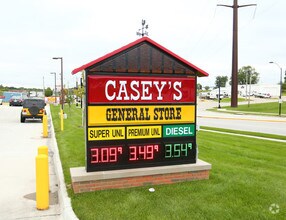 CASEY'S
GENERAL STORE
SUPER UNL PREMIUM UNL DIESEL
3.09⁹ 3.49⁹ 3.54⁹